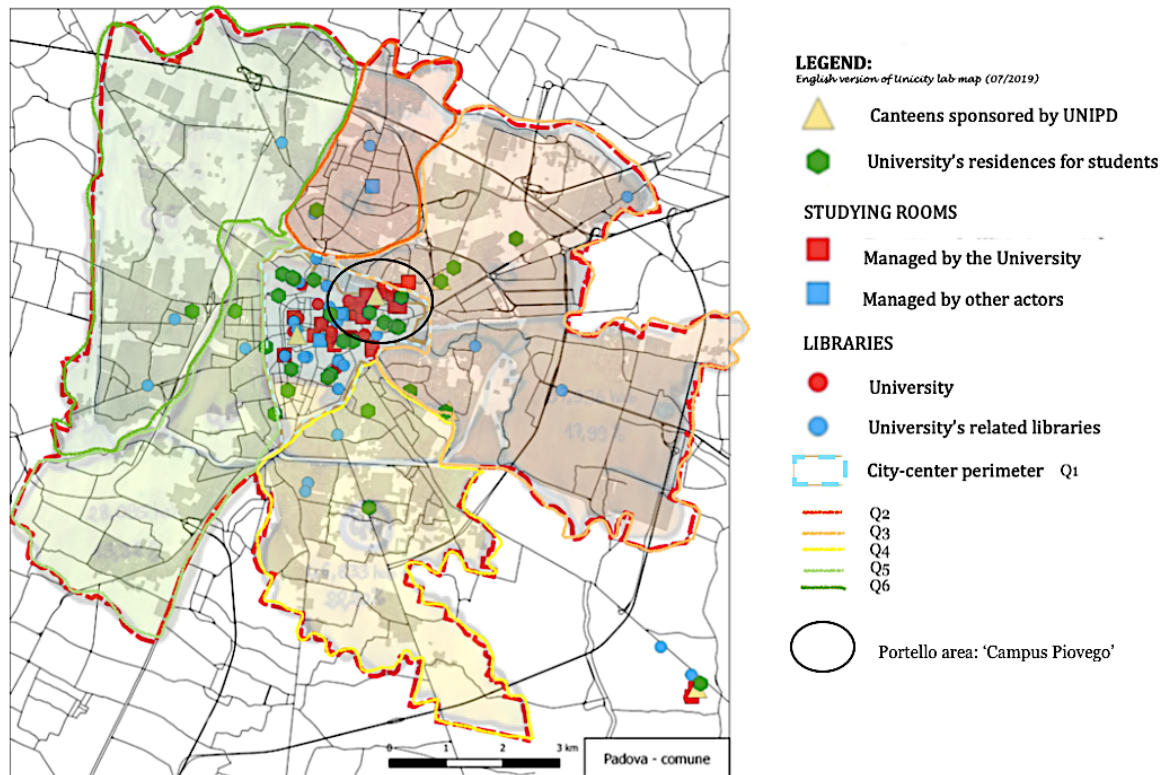 LEGEND:
English version of Unicity lab map (07/2019)
Canteens sponsored by UNIPD
University's residences for students
STUDYING ROOMS
Managed by the University
Managed by other actors
LIBRARIES
University
University's related libraries
City-center perimeter Q1
Q2
Q3
Q4
Q5
Q6
Portello area: ‘Campus Piovego’
17,99%
0 1 2 3 km
Padova - comune